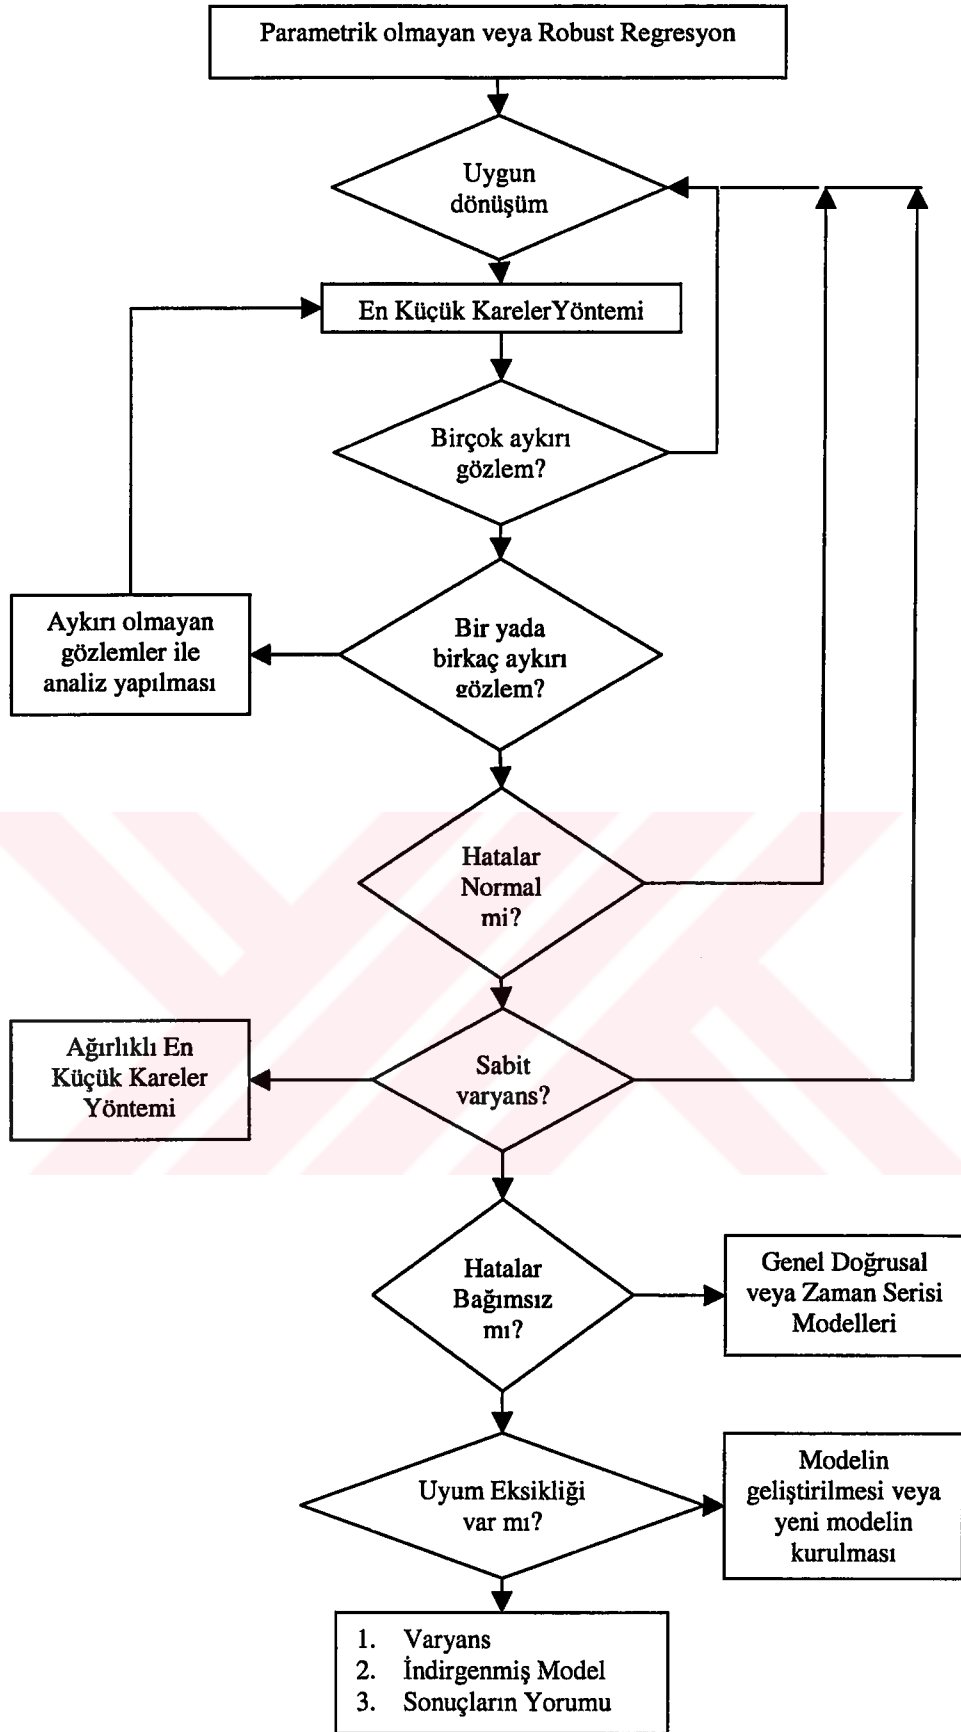 Parametrik olmayan veya Robust Regresyon
Uygun
dönüşüm
En Küçük Kareler Yöntemi
Birçok aykırı
gözlem?
Aykırı olmayan
gözlemler ile
analiz yapılması
Bir yada
birkaç aykırı
gözlem?
Hatalar
Normal
mi?
Ağırlıklı En
Küçük Kareler
Yöntemi
Sabit
varyans?
Hatalar
Bağımsız
mı?
Genel Doğrusal
veya Zaman Serisi
Modelleri
Uyum Eksikliği
var mı?
Modelin
geliştirilmesi veya
yeni modelin
kurulması
1. Varyans
2. İndirgenmiş Model
3. Sonuçların Yorumu